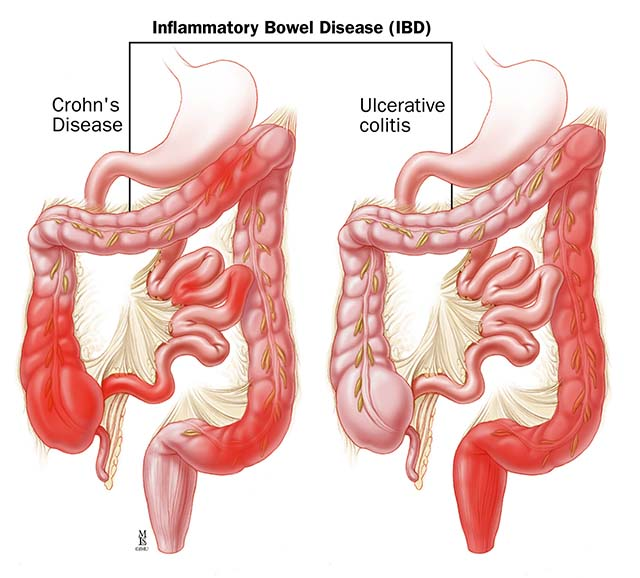 Inflammatory Bowel Disease (IBD)
Crohn's
Disease
Ulcerative
colitis